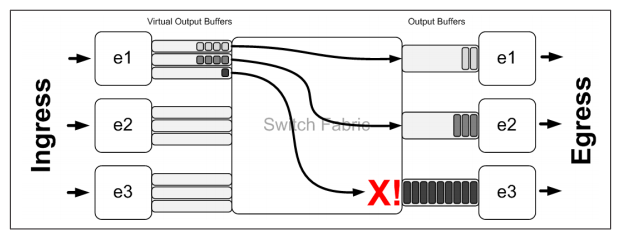 Virtual Output Buffers
Output Buffers
Ingress
e1
e2
e3
Switch Fabric
X!
e1
e2
e3
Egress